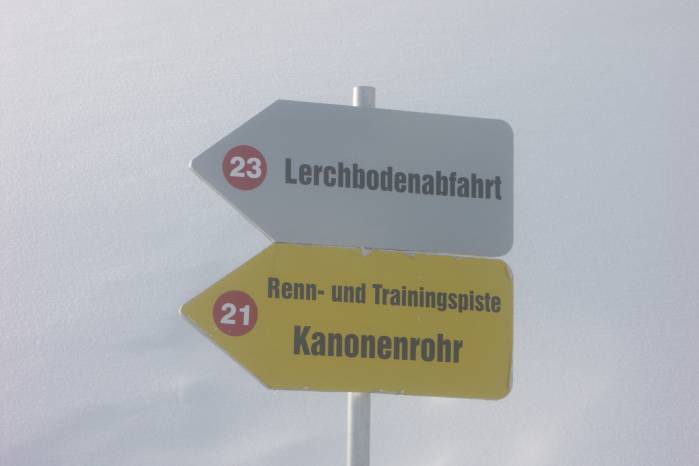 23 Lerchbodenabfahrt
Renn- und Trainingspiste
21
Kanonenrohr